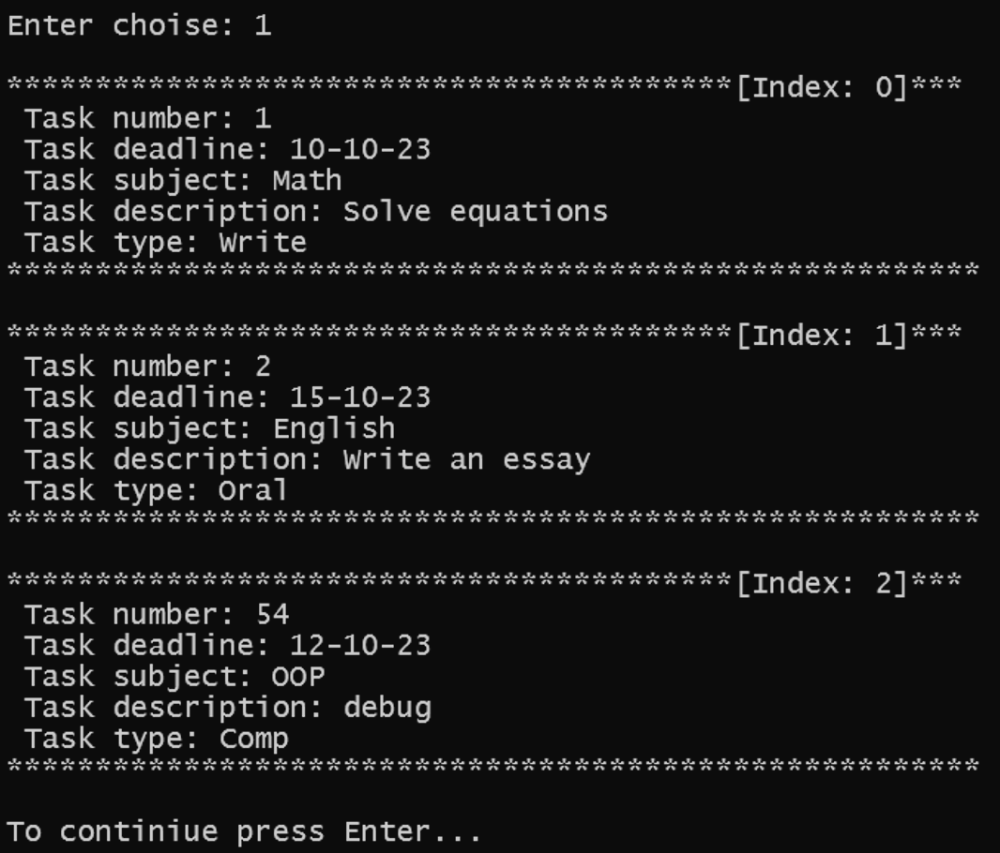 Enter choise: 1
*****************************************[Index: 0]***
Task number: 1
Task deadline: 10-10-23
Task subject: Math
Task description: Solve equations
Task type: Write
*******************************************************
*****************************************[Index: 1]***
Task number: 2
Task deadline: 15-10-23
Task subject: English
Task description: Write an essay
Task type: Oral
*******************************************************
*****************************************[Index: 2]***
Task number: 54
Task deadline: 12-10-23
Task subject: OOP
Task description: debug
Task type: Comp
*******************************************************
To continiue press Enter...